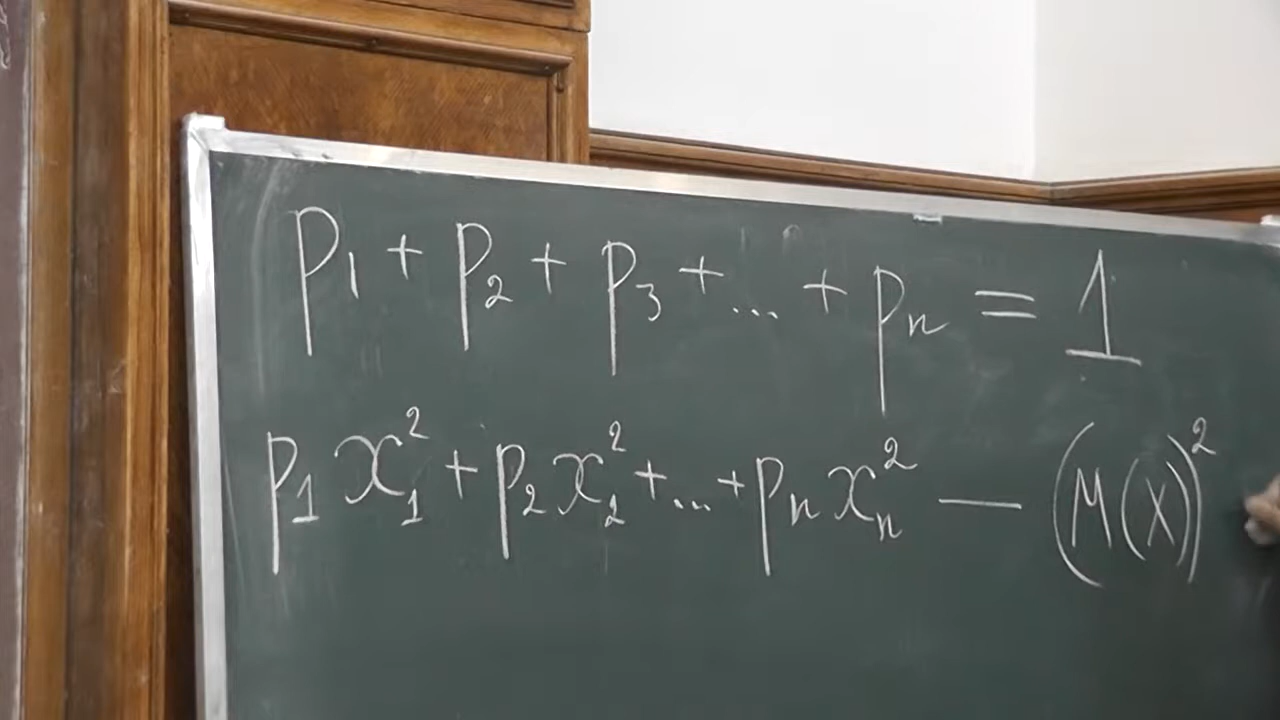 p₁ + p₂ + p₃ + ... + pₙ = 1
p₁x₁² + p₂x₂² + ... + pₙxₙ² — (M(X))²